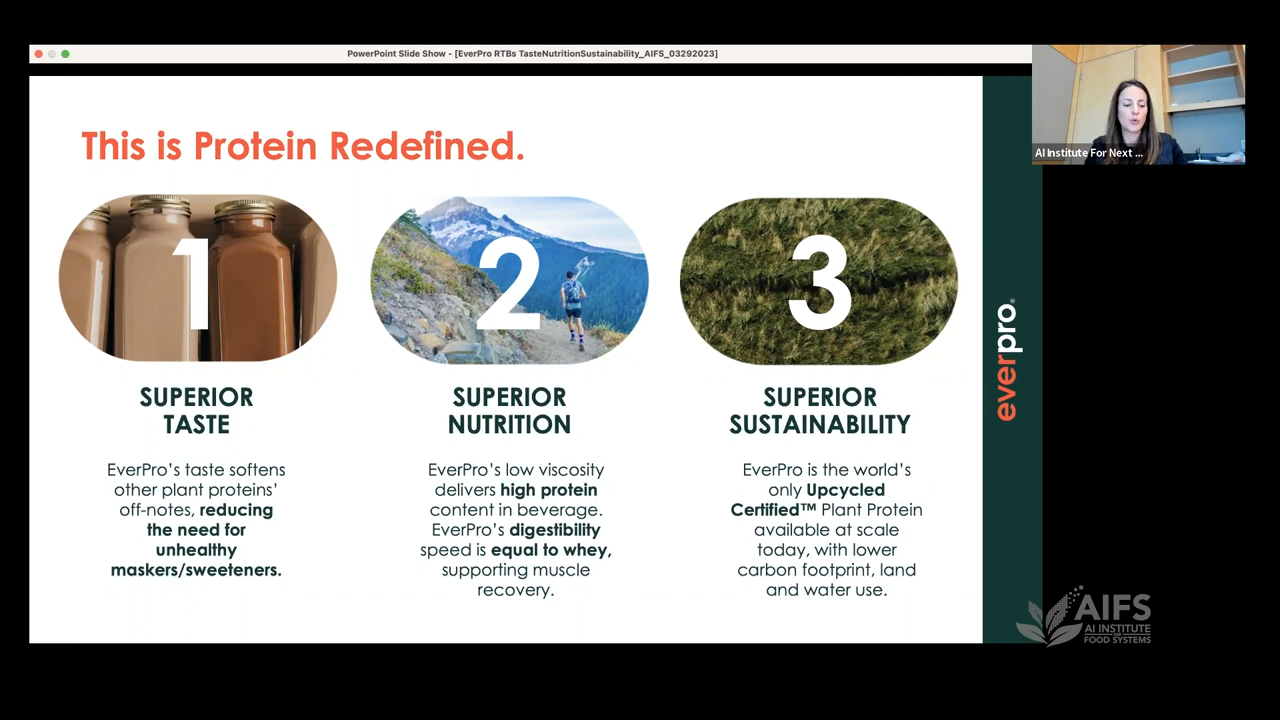 PowerPoint Slide Show - [EverPro RTBs TasteNutritionSustainability_AIFS_03292023]
This is Protein Redefined.
1
2
3
SUPERIOR
TASTE
EverPro's taste softens
other plant proteins'
off-notes, reducing
the need for
unhealthy
maskers/sweeteners.
SUPERIOR
NUTRITION
EverPro's low viscosity
delivers high protein
content in beverage.
EverPro's digestibility
speed is equal to whey,
supporting muscle
recovery.
SUPERIOR
SUSTAINABILITY
EverPro is the world's
only Upcycled
Certified™ Plant Protein
available at scale
today, with lower
carbon footprint, land
and water use.
everpro®
AI Institute For Next ...
AIFS
AI INSTITUTE
FOR
FOOD SYSTEMS